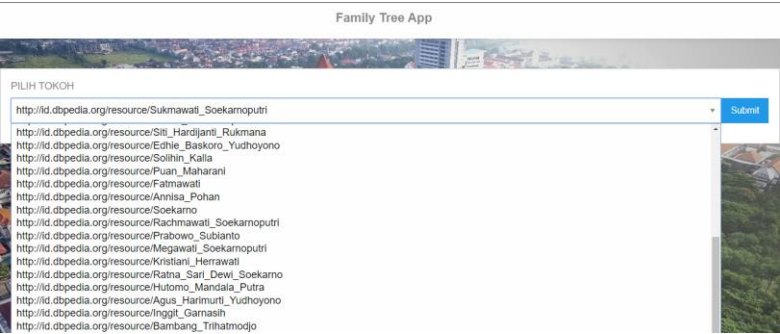 Family Tree App
PILIH TOKOH
http://id.dbpedia.org/resource/Sukmawati_Soekarnoputri
Submit
http://id.dbpedia.org/resource/Siti_Hardijanti_Rukmana
http://id.dbpedia.org/resource/Edhie_Baskoro_Yudhoyono
http://id.dbpedia.org/resource/Solihin_Kalla
http://id.dbpedia.org/resource/Puan_Maharani
http://id.dbpedia.org/resource/Fatmawati
http://id.dbpedia.org/resource/Annisa_Pohan
http://id.dbpedia.org/resource/Soekarno
http://id.dbpedia.org/resource/Rachmawati_Soekarnoputri
http://id.dbpedia.org/resource/Prabowo_Subianto
http://id.dbpedia.org/resource/Megawati_Soekarnoputri
http://id.dbpedia.org/resource/Kristiani_Herrawati
http://id.dbpedia.org/resource/Ratna_Sari_Dewi_Soekarno
http://id.dbpedia.org/resource/Hutomo_Mandala_Putra
http://id.dbpedia.org/resource/Agus_Harimurti_Yudhoyono
http://id.dbpedia.org/resource/Inggit_Garnasih
http://id.dbpedia.org/resource/Bambang_Trihatmodjo